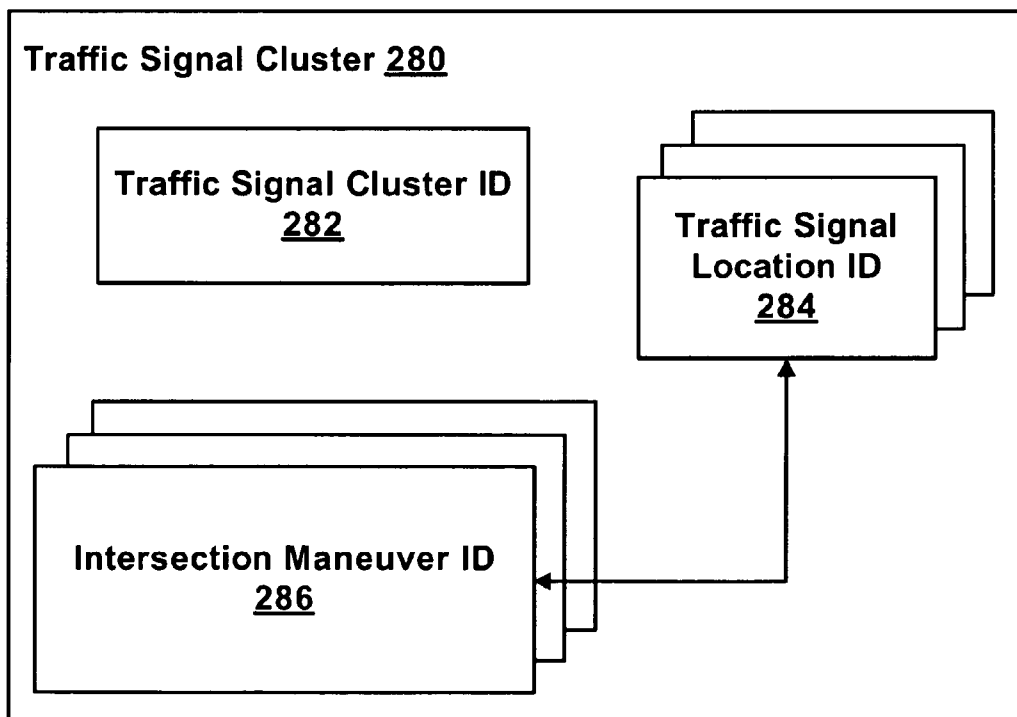 Traffic Signal Cluster 280
Traffic Signal Cluster ID
282
Traffic Signal
Location ID
284
Intersection Maneuver ID
286